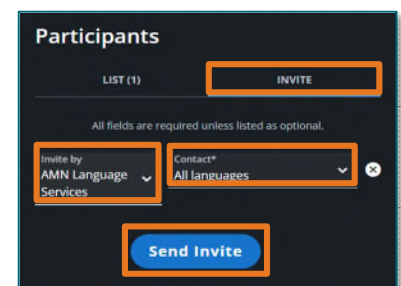 Participants
LIST (1) INVITE
All fields are required unless listed as optional.
Invite by
AMN Language
Services
Contact*
All languages
Send Invite